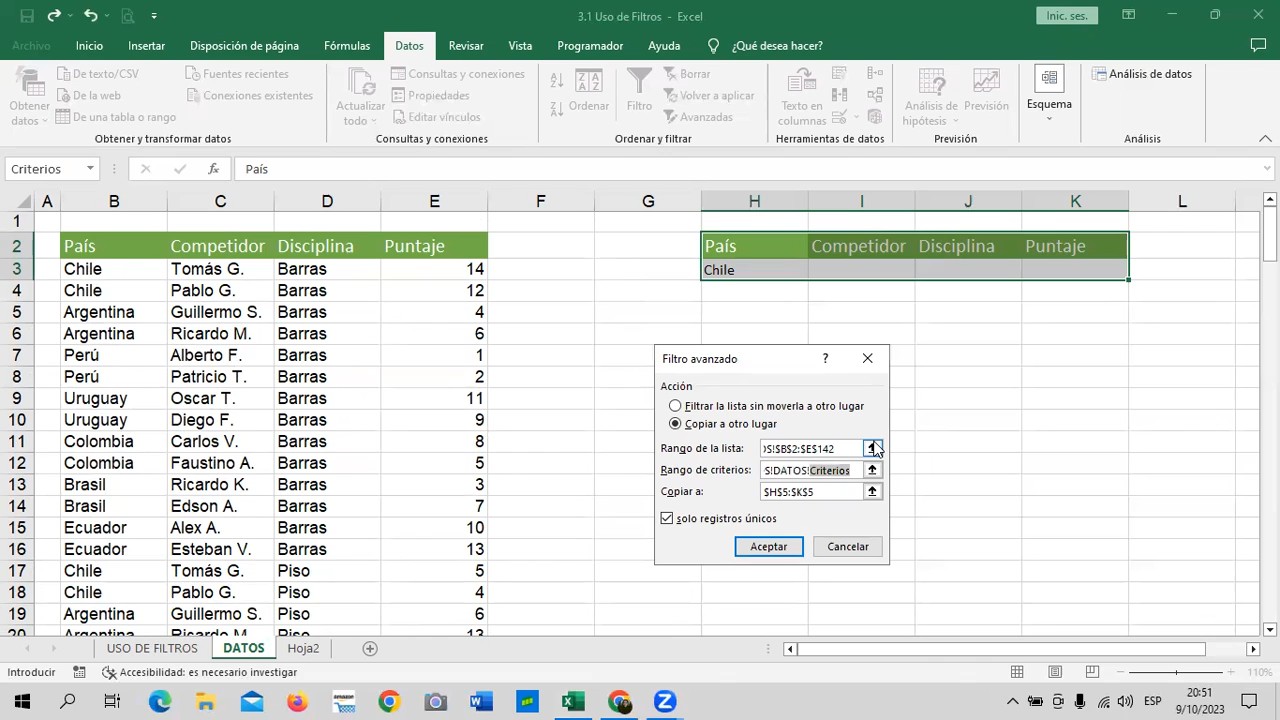 3.1 Uso de Filtros - Excel
Inic. ses.
Archivo Inicio Insertar Disposición de página Fórmulas Datos Revisar Vista Programador Ayuda ¿Qué desea hacer?
Obtener datos
De texto/CSV
De la web
De una tabla o rango
Fuentes recientes
Conexiones existentes
Obtener y transformar datos
Actualizar todo
Consultas y conexiones
Propiedades
Editar vínculos
Consultas y conexiones
Ordenar
Filtro
Borrar
Volver a aplicar
Avanzadas
Ordenar y filtrar
Texto en columnas
Herramientas de datos
Análisis de hipótesis
Previsión
Previsión
Esquema
Análisis de datos
Análisis
Criterios fx País
A B C D E F G H I J K L
1
2 País Competidor Disciplina Puntaje País Competidor Disciplina Puntaje
3 Chile Tomás G. Barras 14 Chile
4 Chile Pablo G. Barras 12
5 Argentina Guillermo S. Barras 4
6 Argentina Ricardo M. Barras 6
7 Perú Alberto F. Barras 1
8 Perú Patricio T. Barras 2
9 Uruguay Oscar T. Barras 11
10 Uruguay Diego F. Barras 9
11 Colombia Carlos V. Barras 8
12 Colombia Faustino A. Barras 5
13 Brasil Ricardo K. Barras 3
14 Brasil Edson A. Barras 7
15 Ecuador Alex A. Barras 10
16 Ecuador Esteban V. Barras 13
17 Chile Tomás G. Piso 5
18 Chile Pablo G. Piso 4
19 Argentina Guillermo S. Piso 6
20 Argentina Ricardo M. Piso 13
Filtro avanzado ?
Acción
Filtrar la lista sin moverla a otro lugar
Copiar a otro lugar
Rango de la lista: S!$B$2:$E$142
Rango de criterios: S!DATOS!Criterios
Copiar a: $H$5:$K$5
Solo registros únicos
Aceptar Cancelar
USO DE FILTROS DATOS Hoja2
Introducir Accesibilidad: es necesario investigar 110%
amazon
ESP
20:51
9/10/2023